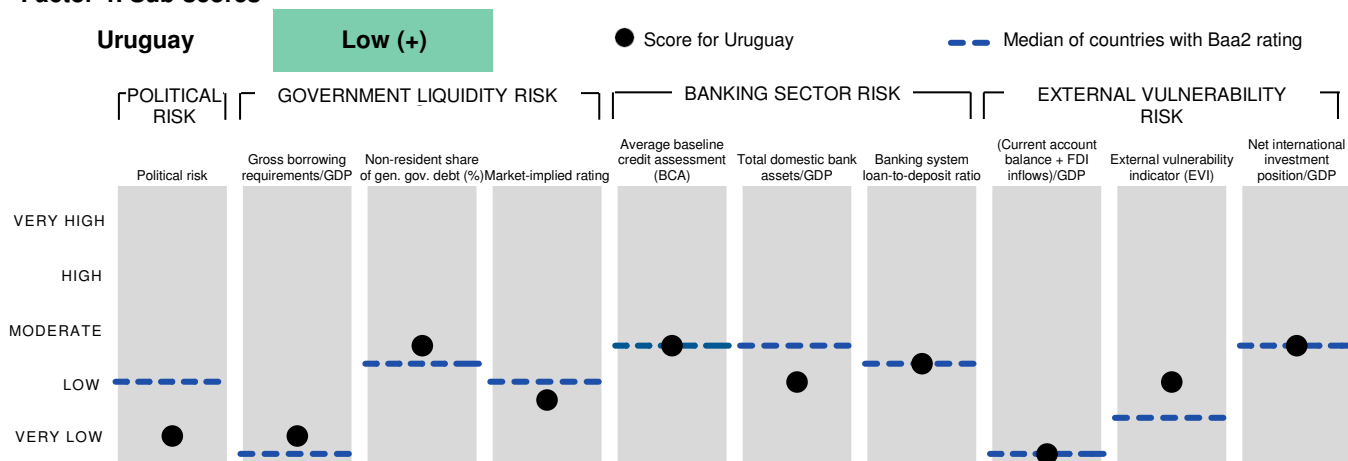 Uruguay
Low (+)
Score for Uruguay
Median of countries with Baa2 rating
POLITICAL
RISK
GOVERNMENT LIQUIDITY RISK
BANKING SECTOR RISK
EXTERNAL VULNERABILITY
RISK
Political risk
Gross borrowing
requirements/GDP
Non-resident share
of gen. gov. debt (%)
Market-implied rating
Average baseline
credit assessment
(BCA)
Total domestic bank
assets/GDP
Banking system
loan-to-deposit ratio
(Current account
balance + FDI
inflows)/GDP
External vulnerability
indicator (EVI)
Net international
investment
position/GDP
VERY HIGH
HIGH
MODERATE
LOW
VERY LOW